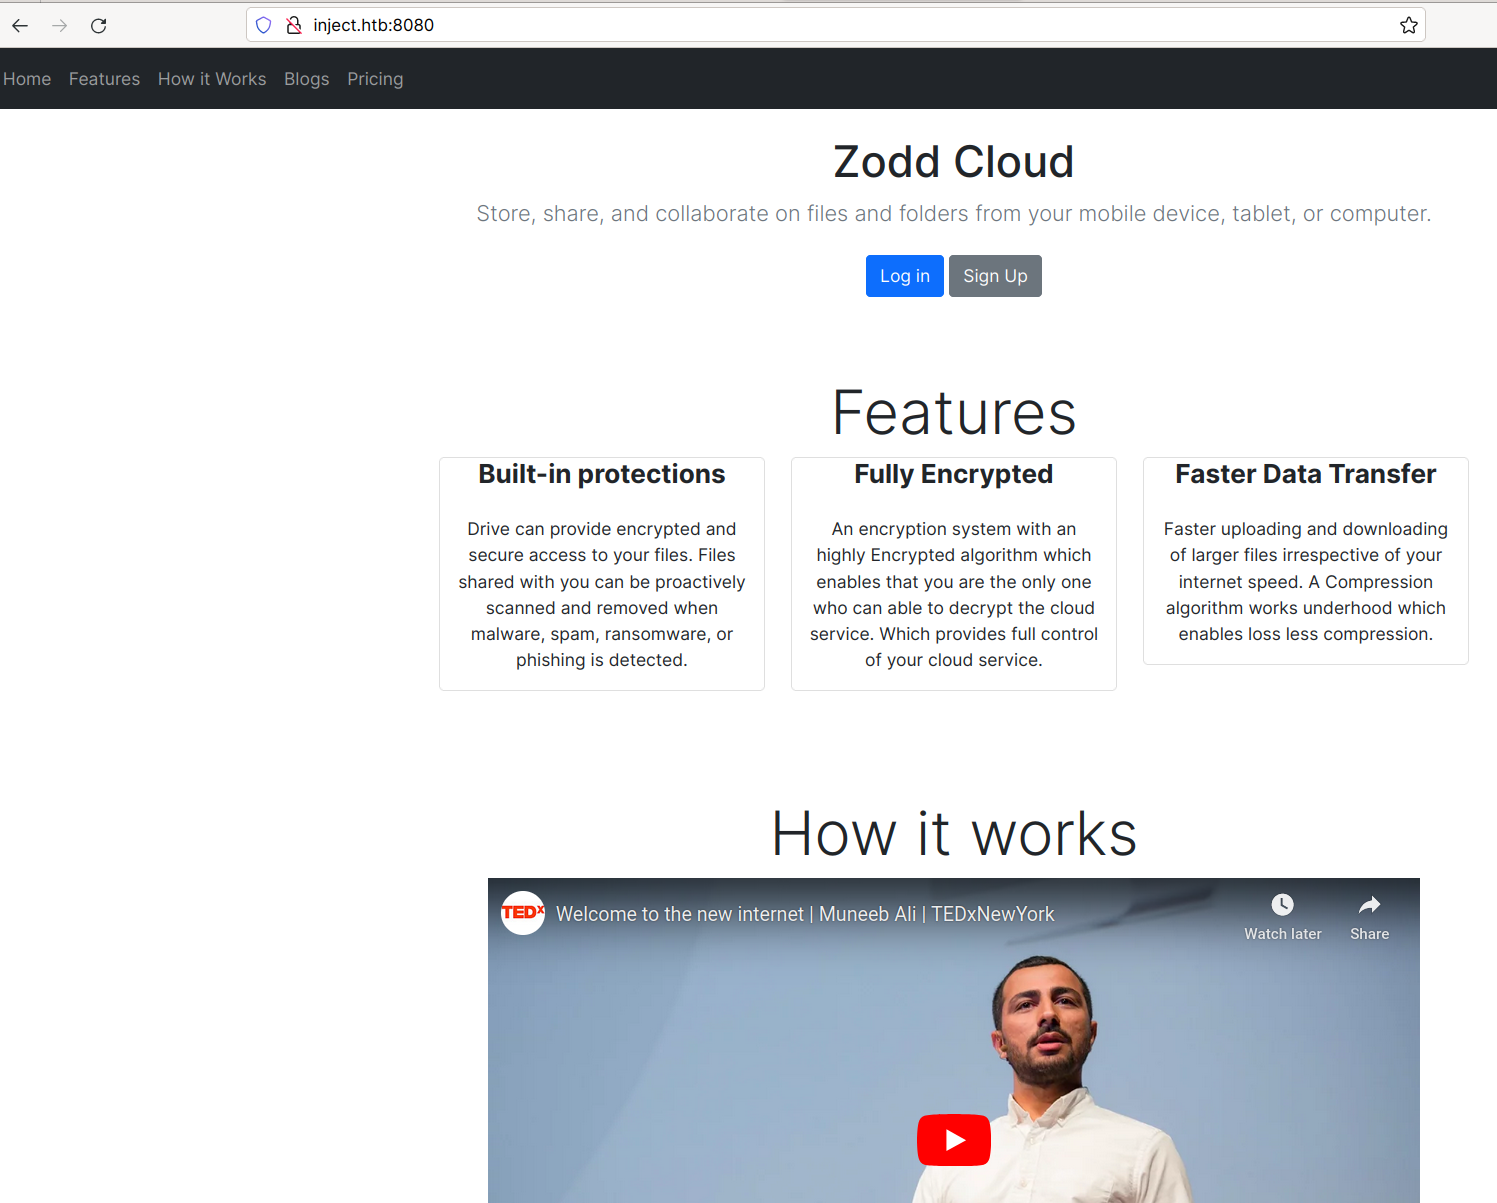 inject.htb:8080
Home Features How it Works Blogs Pricing
Zodd Cloud
Store, share, and collaborate on files and folders from your mobile device, tablet, or computer.
Log in Sign Up
Features
Built-in protections
Drive can provide encrypted and
secure access to your files. Files
shared with you can be proactively
scanned and removed when
malware, spam, ransomware, or
phishing is detected.
Fully Encrypted
An encryption system with an
highly Encrypted algorithm which
enables that you are the only one
who can able to decrypt the cloud
service. Which provides full control
of your cloud service.
Faster Data Transfer
Faster uploading and downloading
of larger files irrespective of your
internet speed. A Compression
algorithm works underhood which
enables loss less compression.
How it works
TEDx Welcome to the new internet | Muneeb Ali | TEDxNewYork
Watch later Share